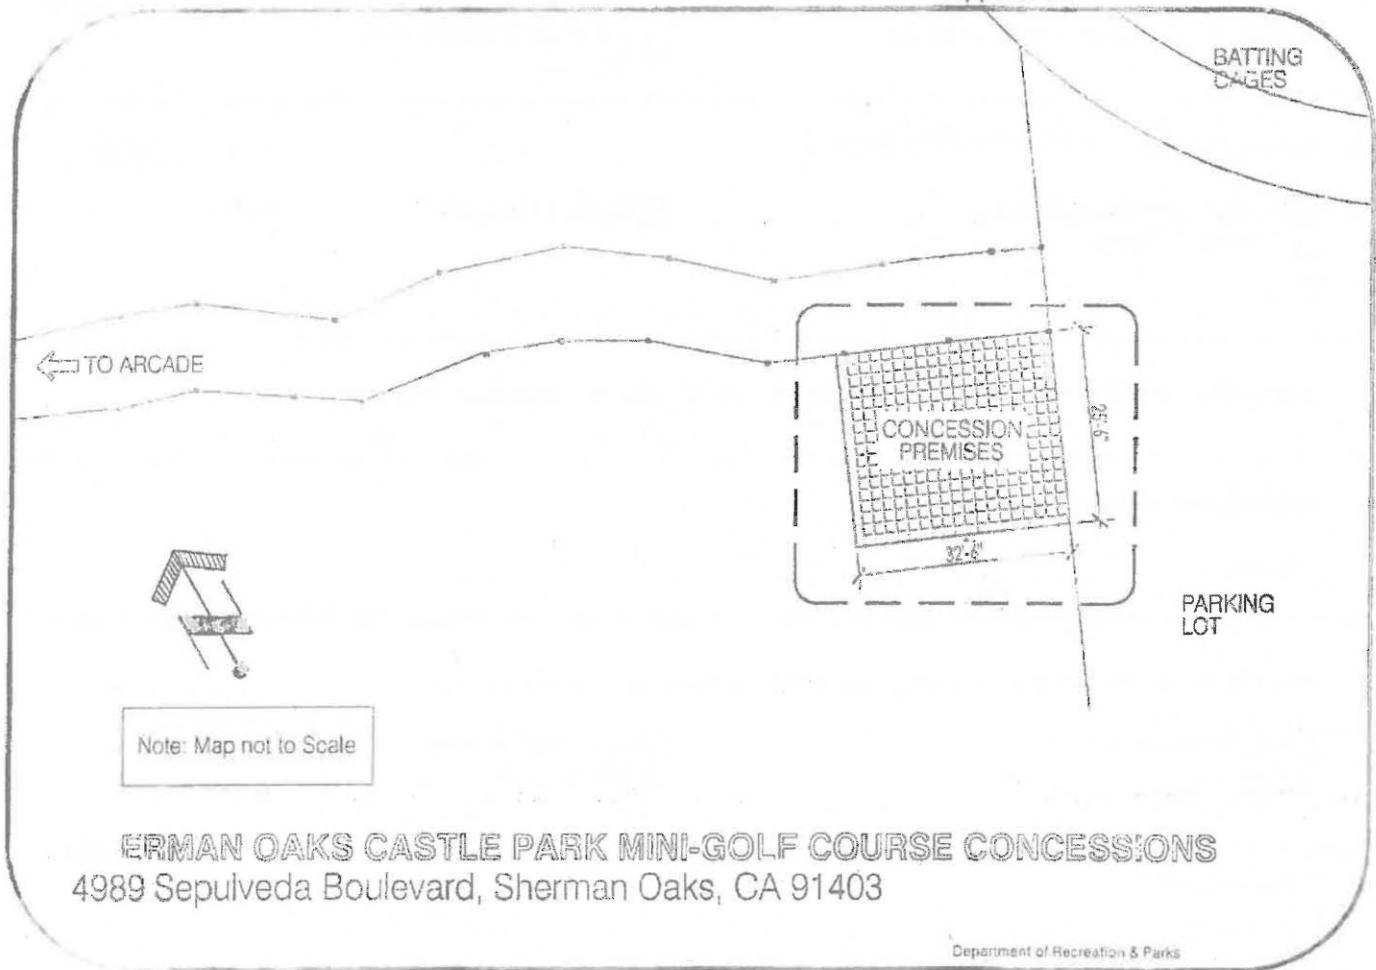 BATTING
CAGES
TO ARCADE
CONCESSION
PREMISES
25'-6"
32'-6"
PARKING
LOT
Note: Map not to Scale
ERMAN OAKS CASTLE PARK MINI-GOLF COURSE CONCESSIONS
4989 Sepulveda Boulevard, Sherman Oaks, CA 91403
Department of Recreation & Parks